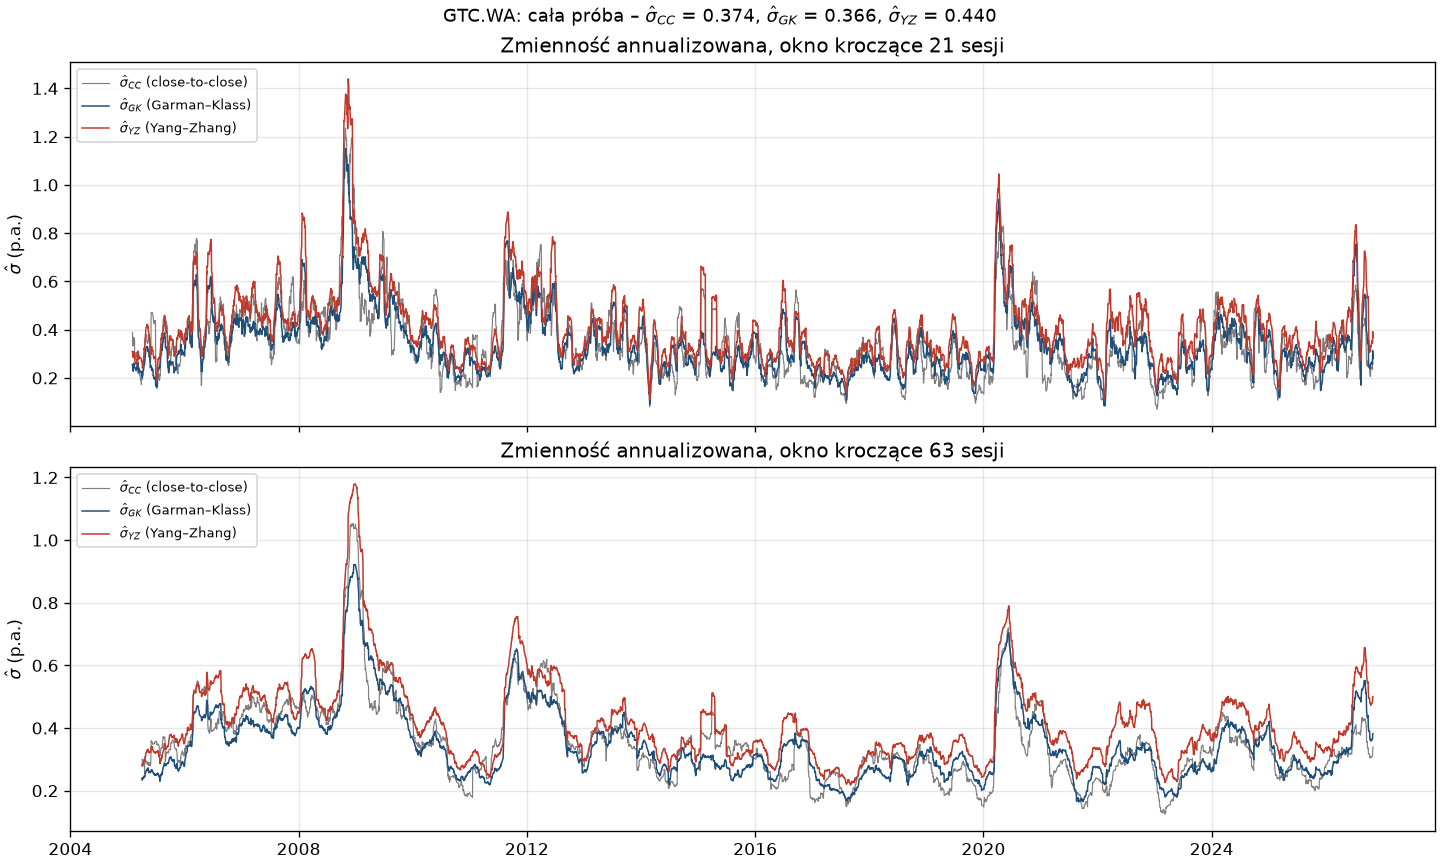 GTC.WA: cała próba – σ̂CC = 0.374, σ̂GK = 0.366, σ̂YZ = 0.440
Zmienność annualizowana, okno kroczące 21 sesji
σ̂CC (close-to-close)
σ̂GK (Garman–Klass)
σ̂YZ (Yang–Zhang)
σ̂ (p.a.)
1.4
1.2
1.0
0.8
0.6
0.4
0.2
Zmienność annualizowana, okno kroczące 63 sesji
σ̂CC (close-to-close)
σ̂GK (Garman–Klass)
σ̂YZ (Yang–Zhang)
σ̂ (p.a.)
1.2
1.0
0.8
0.6
0.4
0.2
2004 2008 2012 2016 2020 2024